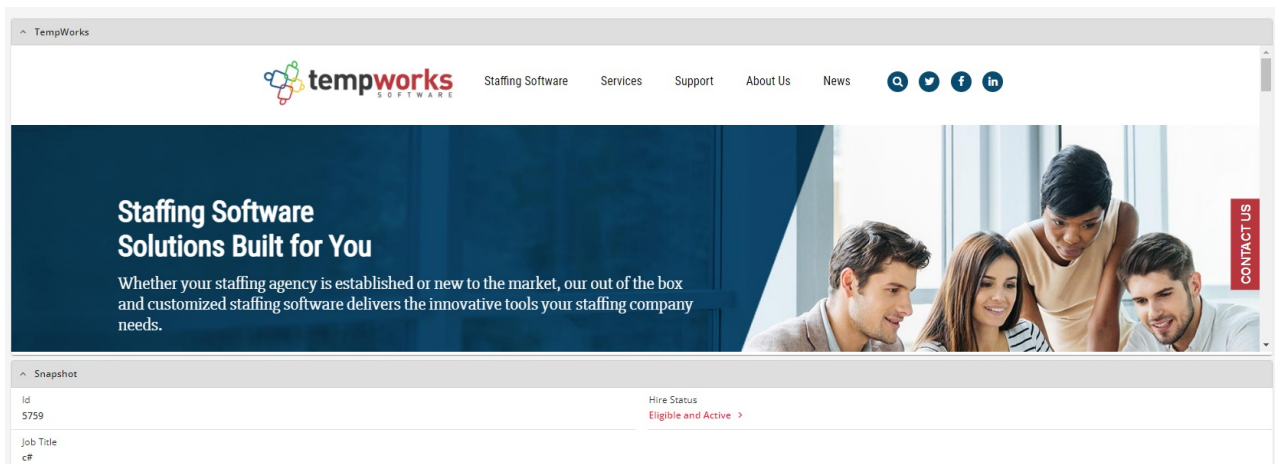 TempWorks
tempworks
SOFTWARE
Staffing Software Services Support About Us News
Staffing Software
Solutions Built for You
Whether your staffing agency is established or new to the market, our out of the box
and customized staffing software delivers the innovative tools your staffing company
needs.
CONTACT US
Snapshot
Id
5759
Hire Status
Eligible and Active
Job Title
c#